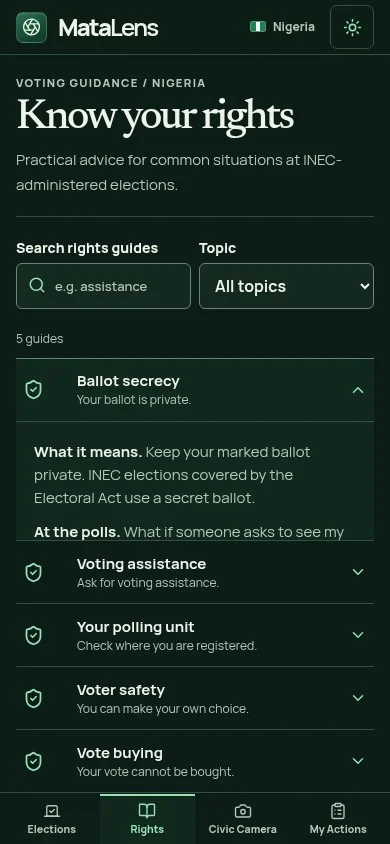 MataLens
Nigeria
VOTING GUIDANCE / NIGERIA
Know your rights
Practical advice for common situations at INEC-
administered elections.
Search rights guides
Topic
e.g. assistance
All topics
5 guides
Ballot secrecy
Your ballot is private.
What it means. Keep your marked ballot
private. INEC elections covered by the
Electoral Act use a secret ballot.
At the polls. What if someone asks to see my
Voting assistance
Ask for voting assistance.
Your polling unit
Check where you are registered.
Voter safety
You can make your own choice.
Vote buying
Your vote cannot be bought.
Elections
Rights
Civic Camera
My Actions